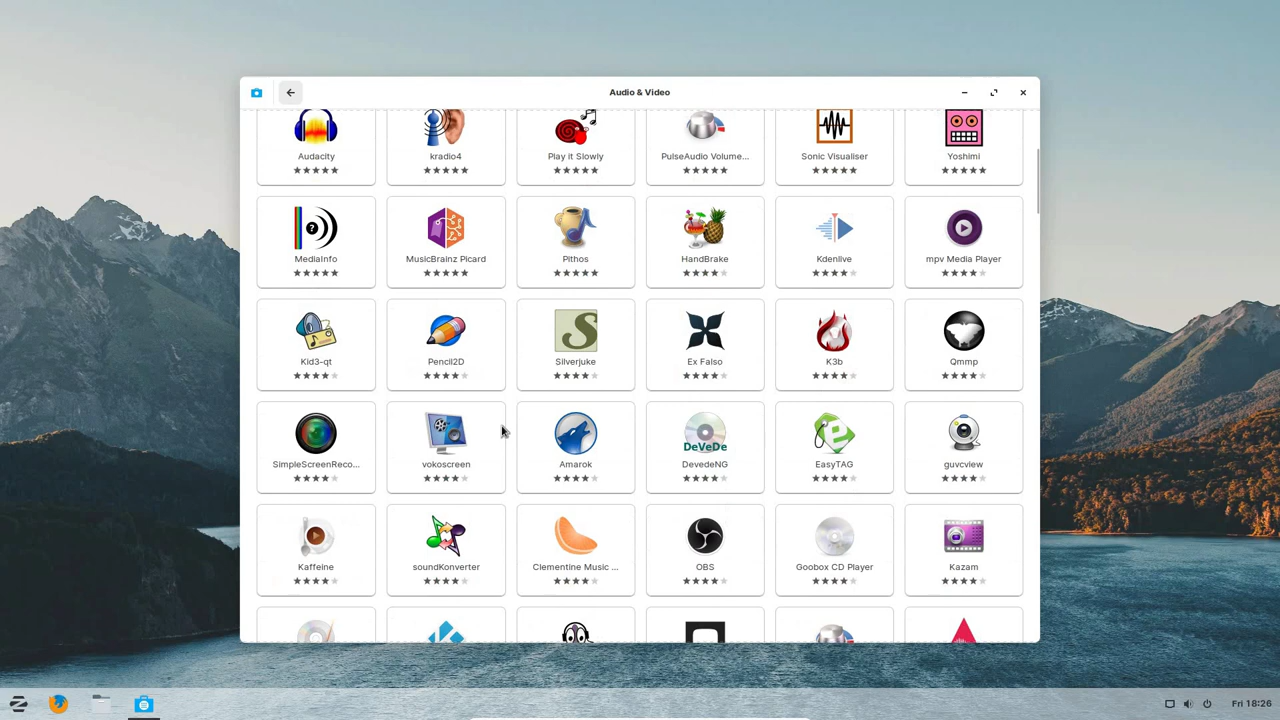 Audio & Video
Audacity
kradio4
Play it Slowly
PulseAudio Volume...
Sonic Visualiser
Yoshimi
MediaInfo
MusicBrainz Picard
Pithos
HandBrake
Kdenlive
mpv Media Player
Kid3-qt
Pencil2D
Silverjuke
Ex Falso
K3b
Qmmp
DeVeDe
SimpleScreenReco...
vokoscreen
Amarok
DevedeNG
EasyTAG
guvcview
Kaffeine
soundKonverter
Clementine Music ...
OBS
Goobox CD Player
Kazam
Fri 18:26